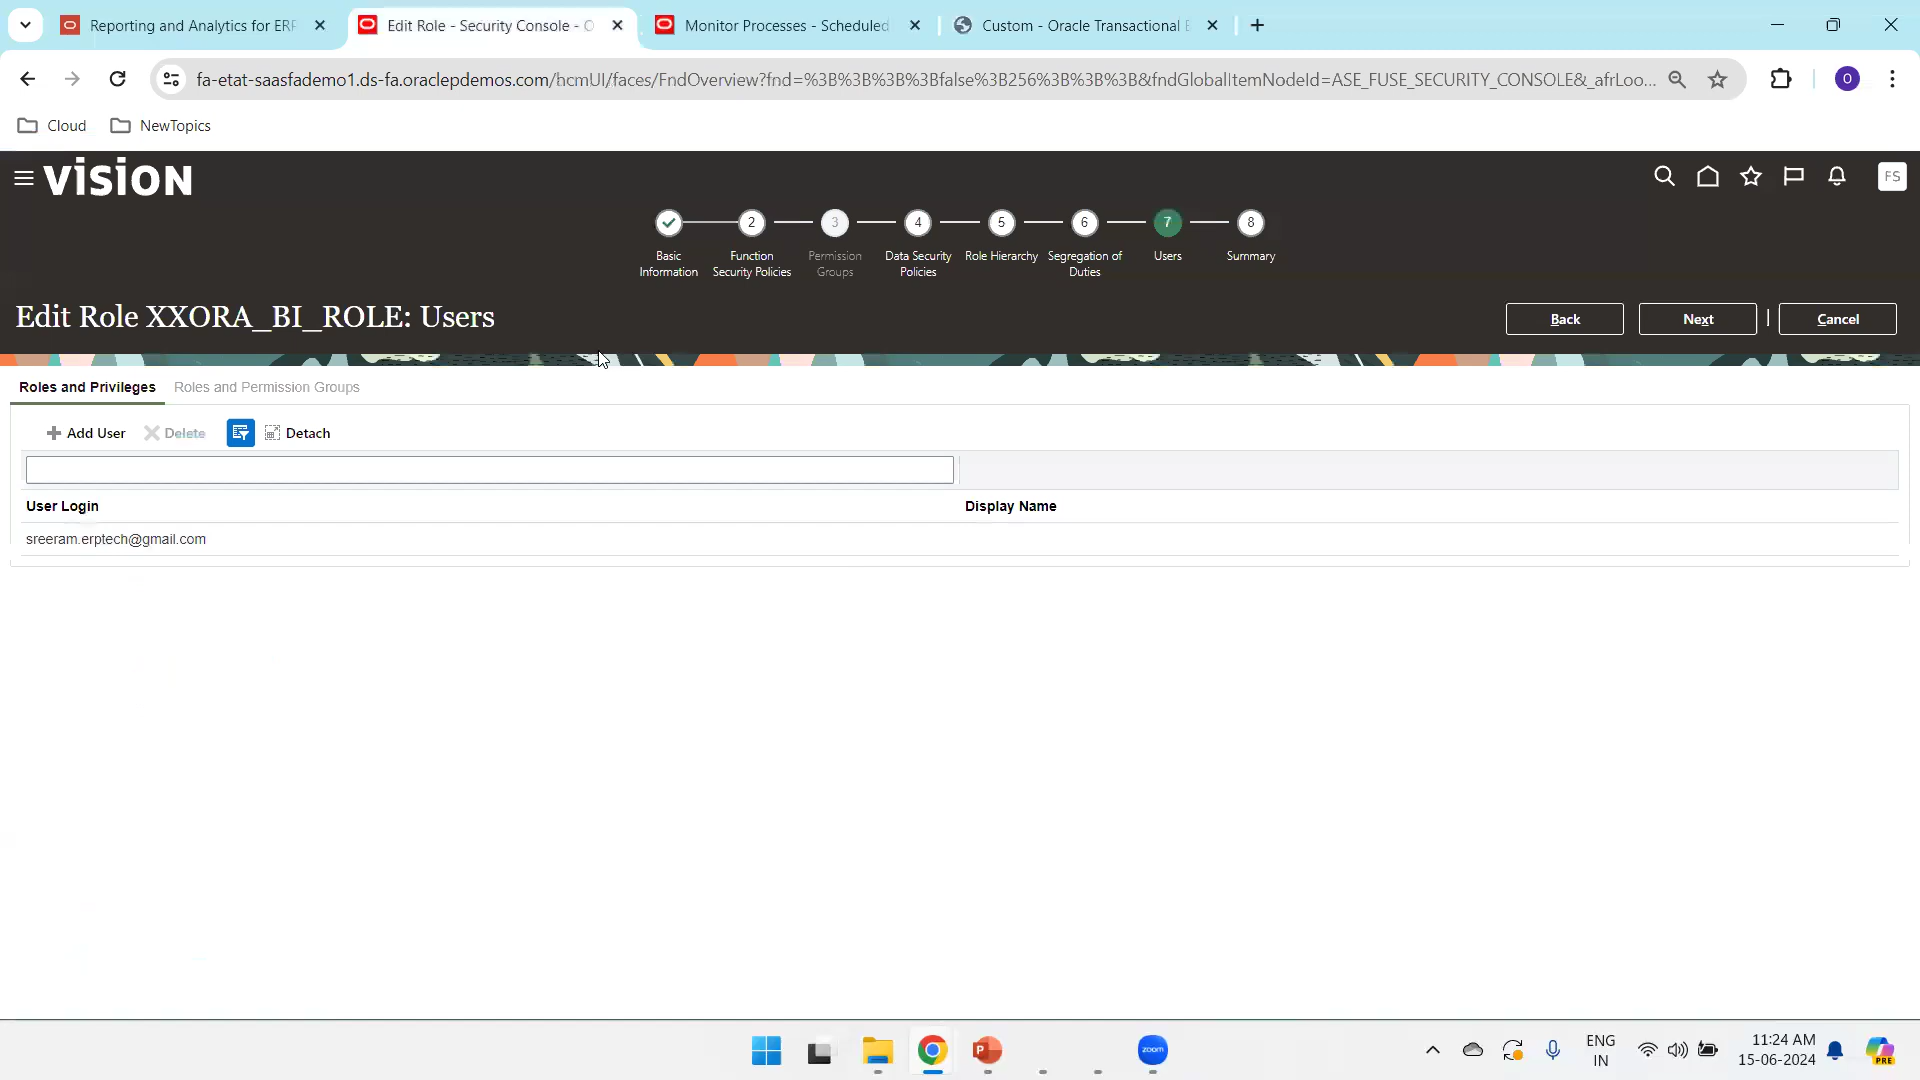 Reporting and Analytics for ERP
Edit Role - Security Console - O
Monitor Processes - Scheduled
Custom - Oracle Transactional B
fa-etat-saasfademo1.ds-fa.oraclepdemos.com/hcmUI/faces/FndOverview?fnd=%3B%3B%3B%3Bfalse%3B256%3B%3B%3B&fndGlobalItemNodeId=ASE_FUSE_SECURITY_CONSOLE&_afrLoo...
O
Cloud
NewTopics
VISION
FS
2
3
4
5
6
7
8
Basic Information
Function Security Policies
Permission Groups
Data Security Policies
Role Hierarchy
Segregation of Duties
Users
Summary
Edit Role XXORA_BI_ROLE: Users
Back
Next
Cancel
Roles and Privileges
Roles and Permission Groups
Add User
Delete
Detach
User Login
Display Name
sreeram.erptech@gmail.com
zoom
ENG
IN
11:24 AM
15-06-2024
PRE